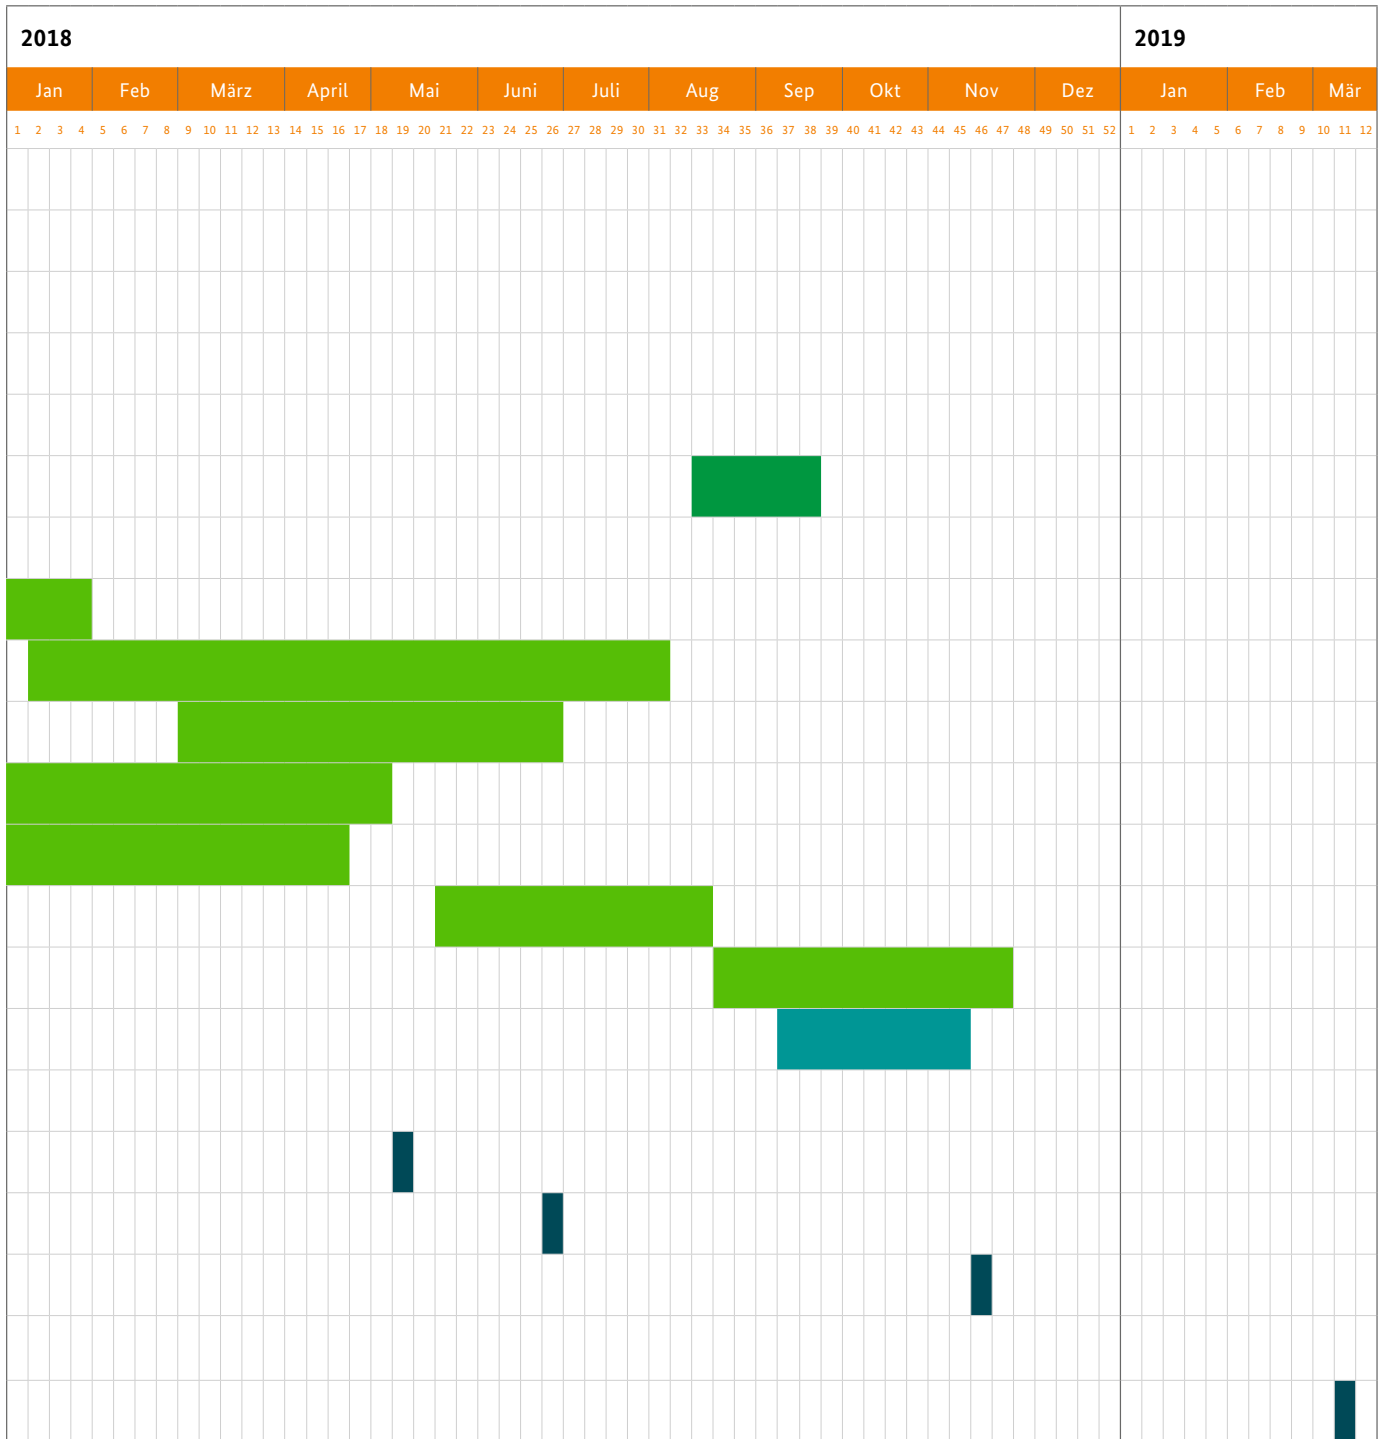 2018 2019
Jan Feb März April Mai Juni Juli Aug Sep Okt Nov Dez Jan Feb Mär
1 2 3 4 5 6 7 8 9 10 11 12 13 14 15 16 17 18 19 20 21 22 23 24 25 26 27 28 29 30 31 32 33 34 35 36 37 38 39 40 41 42 43 44 45 46 47 48 49 50 51 52 1 2 3 4 5 6 7 8 9 10 11 12